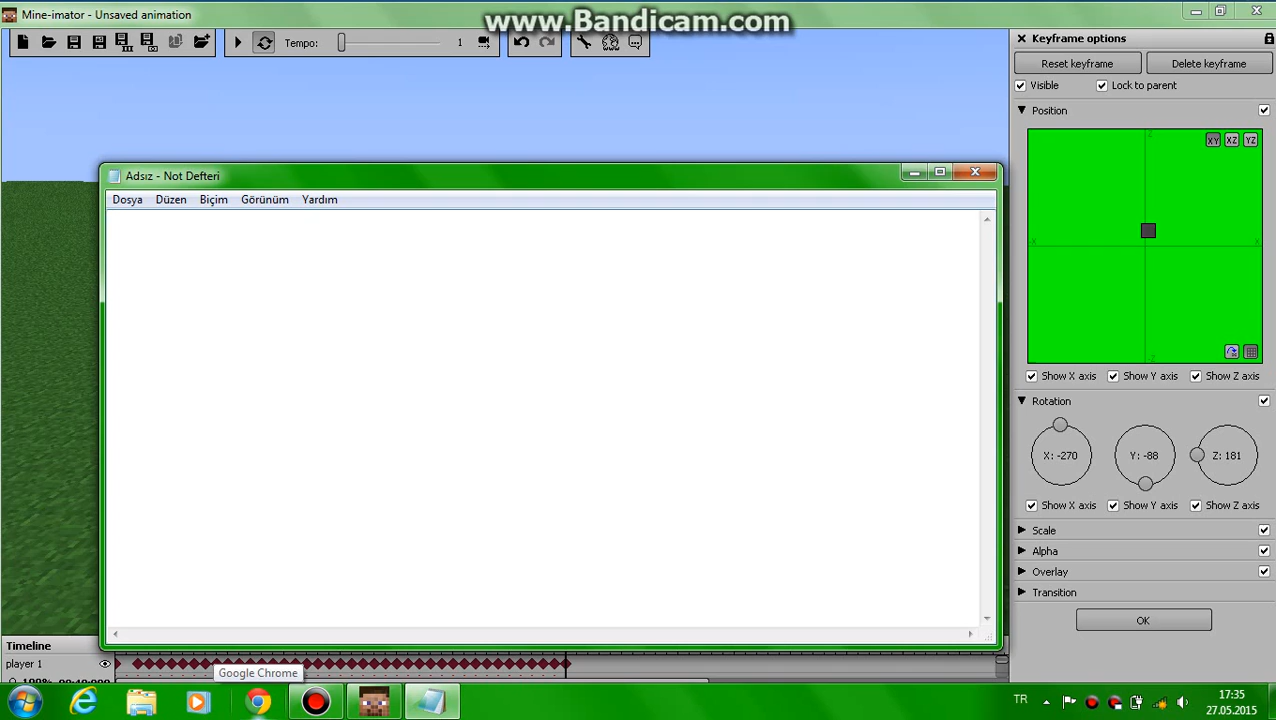 Mine-imator - Unsaved animation
www.Bandicam.com
Tempo: 1
Keyframe options
Reset keyframe Delete keyframe
Visible Lock to parent
Position
XY XZ YZ
Z
-X X
-Z
Show X axis Show Y axis Show Z axis
Rotation
X: -270 Y: -88 Z: 181
Show X axis Show Y axis Show Z axis
Scale
Alpha
Overlay
Transition
OK
Adsız - Not Defteri
Dosya Düzen Biçim Görünüm Yardım
Timeline
player 1
Google Chrome
TR
17:35
27.05.2015